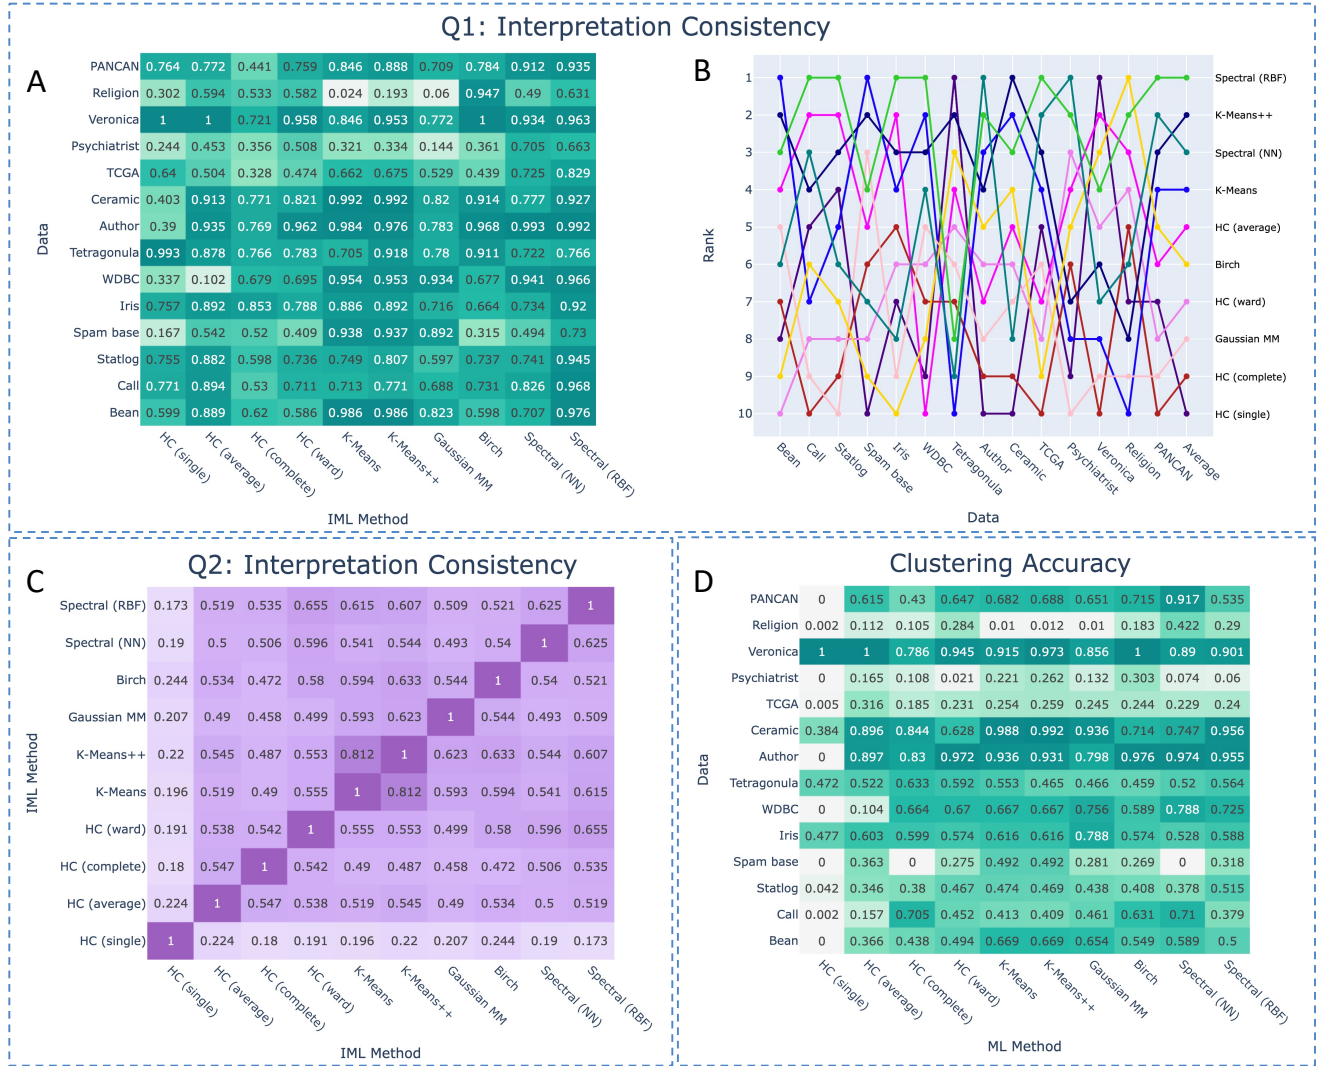 Q1: Interpretation Consistency
A
Data
PANCAN 0.764 0.772 0.441 0.759 0.846 0.888 0.709 0.784 0.912 0.935
Religion 0.302 0.594 0.533 0.582 0.024 0.193 0.06 0.947 0.49 0.631
Veronica 1 1 0.721 0.958 0.846 0.953 0.772 1 0.934 0.963
Psychiatrist 0.244 0.453 0.356 0.508 0.321 0.334 0.144 0.361 0.705 0.663
TCGA 0.64 0.504 0.328 0.474 0.662 0.675 0.529 0.439 0.725 0.829
Ceramic 0.403 0.913 0.771 0.821 0.992 0.992 0.82 0.914 0.777 0.927
Author 0.39 0.935 0.769 0.962 0.984 0.976 0.783 0.968 0.993 0.992
Tetragonula 0.993 0.878 0.766 0.783 0.705 0.918 0.78 0.911 0.722 0.766
WDBC 0.337 0.102 0.679 0.695 0.954 0.953 0.934 0.677 0.941 0.966
Iris 0.757 0.892 0.853 0.788 0.886 0.892 0.716 0.664 0.734 0.92
Spam base 0.167 0.542 0.52 0.409 0.938 0.937 0.892 0.315 0.494 0.73
Statlog 0.755 0.882 0.598 0.736 0.749 0.807 0.597 0.737 0.741 0.945
Call 0.771 0.894 0.53 0.711 0.713 0.771 0.688 0.731 0.826 0.968
Bean 0.599 0.889 0.62 0.586 0.986 0.986 0.823 0.598 0.707 0.976
HC (single) HC (average) HC (complete) HC (ward) K-Means K-Means++ Gaussian MM Birch Spectral (NN) Spectral (RBF)
IML Method
B
Rank
1 Spectral (RBF)
2 K-Means++
3 Spectral (NN)
4 K-Means
5 HC (average)
6 Birch
7 HC (ward)
8 Gaussian MM
9 HC (complete)
10 HC (single)
Bean Call Statlog Spam base Iris WDBC Tetragonula Author Ceramic TCGA Psychiatrist Veronica Religion PANCAN Average
Data
C
Q2: Interpretation Consistency
IML Method
Spectral (RBF) 0.173 0.519 0.535 0.655 0.615 0.607 0.509 0.521 0.625 1
Spectral (NN) 0.19 0.5 0.506 0.596 0.541 0.544 0.493 0.54 1 0.625
Birch 0.244 0.534 0.472 0.58 0.594 0.633 0.544 1 0.54 0.521
Gaussian MM 0.207 0.49 0.458 0.499 0.593 0.623 1 0.544 0.493 0.509
K-Means++ 0.22 0.545 0.487 0.553 0.812 1 0.623 0.633 0.544 0.607
K-Means 0.196 0.519 0.49 0.555 1 0.812 0.593 0.594 0.541 0.615
HC (ward) 0.191 0.538 0.542 1 0.555 0.553 0.499 0.58 0.596 0.655
HC (complete) 0.18 0.547 1 0.542 0.49 0.487 0.458 0.472 0.506 0.535
HC (average) 0.224 1 0.547 0.538 0.519 0.545 0.49 0.534 0.5 0.519
HC (single) 1 0.224 0.18 0.191 0.196 0.22 0.207 0.244 0.19 0.173
HC (single) HC (average) HC (complete) HC (ward) K-Means K-Means++ Gaussian MM Birch Spectral (NN) Spectral (RBF)
IML Method
D
Clustering Accuracy
Data
PANCAN 0 0.615 0.43 0.647 0.682 0.688 0.651 0.715 0.917 0.535
Religion 0.002 0.112 0.105 0.284 0.01 0.012 0.01 0.183 0.422 0.29
Veronica 1 1 0.786 0.945 0.915 0.973 0.856 1 0.89 0.901
Psychiatrist 0 0.165 0.108 0.021 0.221 0.262 0.132 0.303 0.074 0.06
TCGA 0.005 0.316 0.185 0.231 0.254 0.259 0.245 0.244 0.229 0.24
Ceramic 0.384 0.896 0.844 0.628 0.988 0.992 0.936 0.714 0.747 0.956
Author 0 0.897 0.83 0.972 0.936 0.931 0.798 0.976 0.974 0.955
Tetragonula 0.472 0.522 0.633 0.592 0.553 0.465 0.466 0.459 0.52 0.564
WDBC 0 0.104 0.664 0.67 0.667 0.667 0.756 0.589 0.788 0.725
Iris 0.477 0.603 0.599 0.574 0.616 0.616 0.788 0.574 0.528 0.588
Spam base 0 0.363 0 0.275 0.492 0.492 0.281 0.269 0 0.318
Statlog 0.042 0.346 0.38 0.467 0.474 0.469 0.438 0.408 0.378 0.515
Call 0.002 0.157 0.705 0.452 0.413 0.409 0.461 0.631 0.71 0.379
Bean 0 0.366 0.438 0.494 0.669 0.669 0.654 0.549 0.589 0.5
HC (single) HC (average) HC (complete) HC (ward) K-Means K-Means++ Gaussian MM Birch Spectral (NN) Spectral (RBF)
ML Method